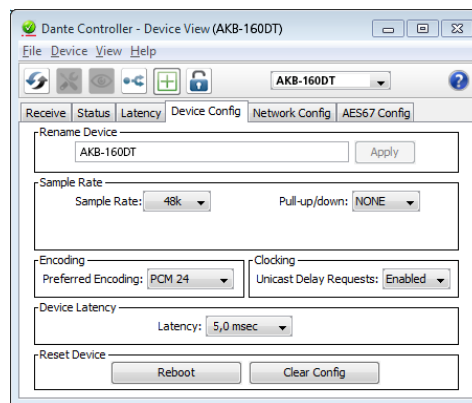 Dante Controller - Device View (AKB-160DT)
File Device View Help
AKB-160DT
?
Receive Status Latency Device Config Network Config AES67 Config
Rename Device
AKB-160DT Apply
Sample Rate
Sample Rate: 48k Pull-up/down: NONE
Encoding Clocking
Preferred Encoding: PCM 24 Unicast Delay Requests: Enabled
Device Latency
Latency: 5,0 msec
Reset Device
Reboot Clear Config